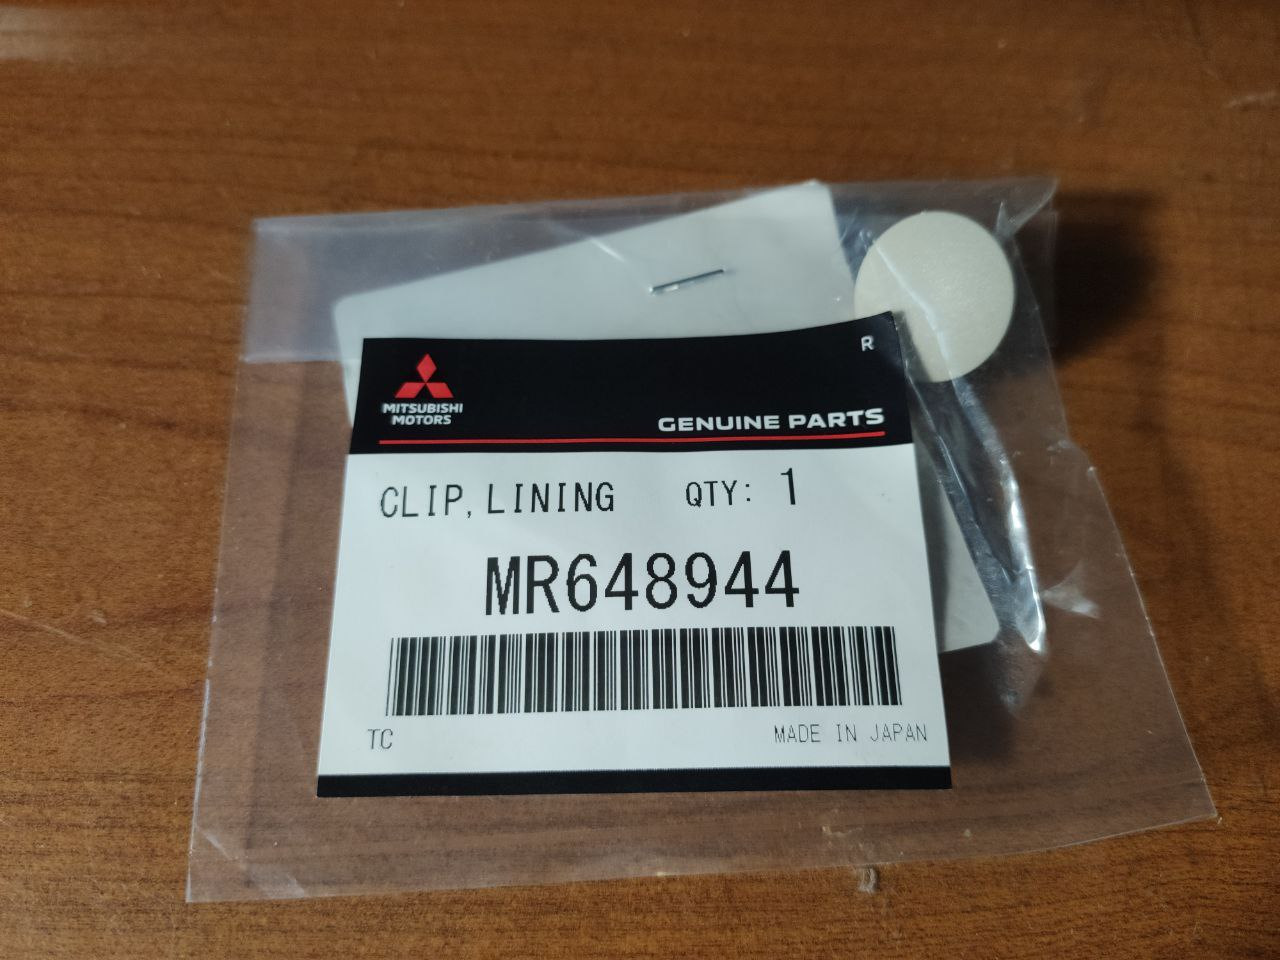 R
MITSUBISHI
MOTORS
GENUINE PARTS
CLIP, LINING QTY: 1
MR648944
TC MADE IN JAPAN